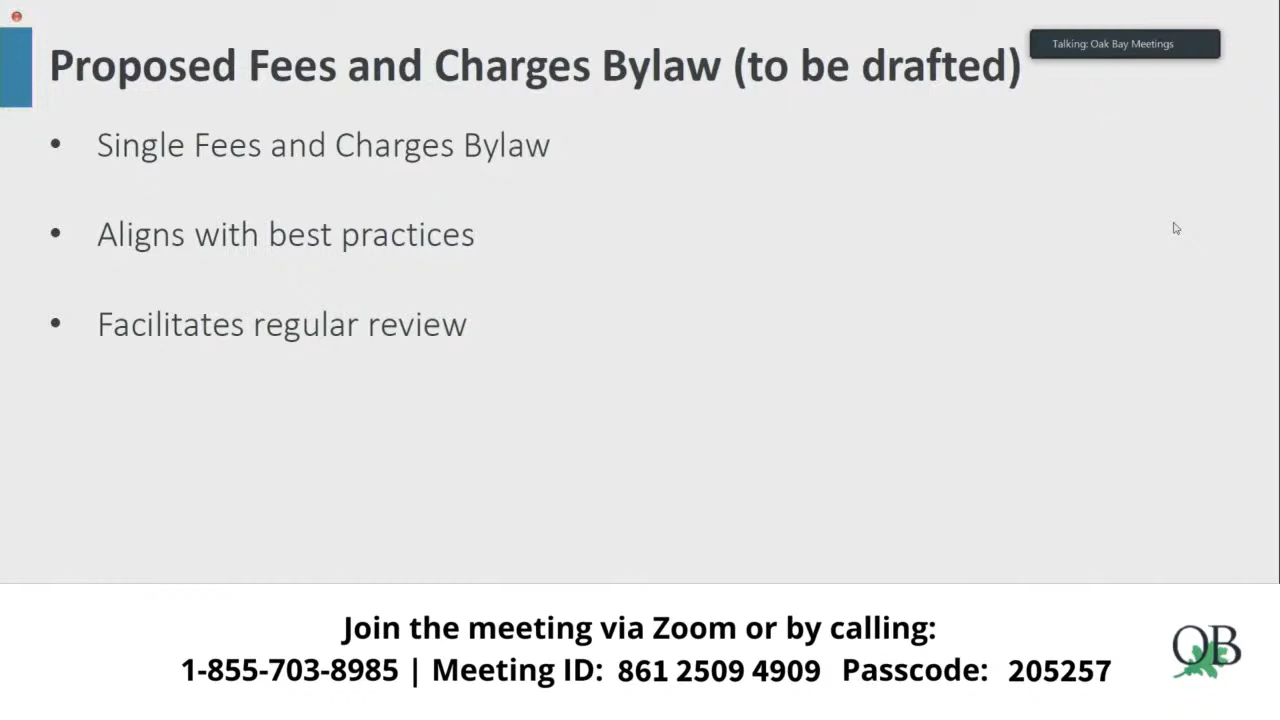 Proposed Fees and Charges Bylaw (to be drafted)
Talking: Oak Bay Meetings
• Single Fees and Charges Bylaw
• Aligns with best practices
• Facilitates regular review
Join the meeting via Zoom or by calling:
1-855-703-8985 | Meeting ID: 861 2509 4909 Passcode: 205257
OB